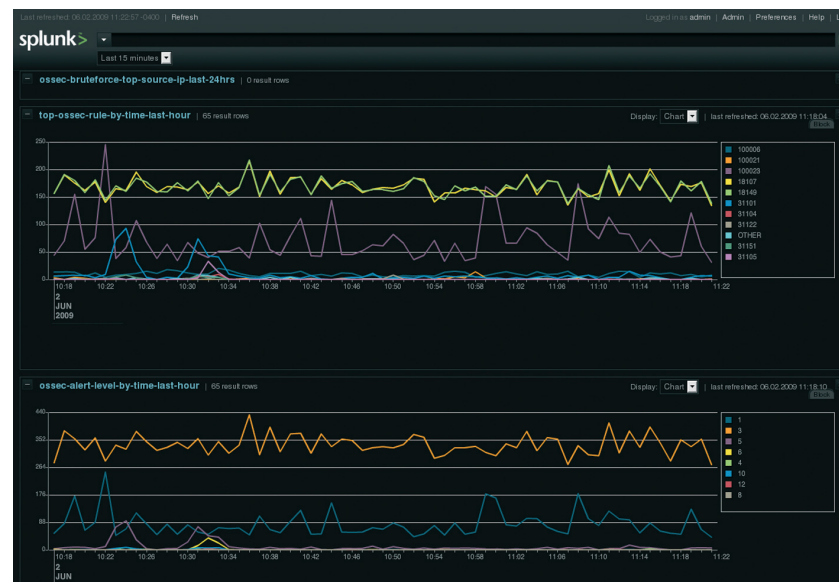 Last refreshed: 06.02.2009 11:22:57-0400 | Refresh
Logged in as admin | Admin | Preferences | Help |
splunk>
Last 15 minutes
ossec-bruteforce-top-source-ip-last-24hrs | 0 result rows
top-ossec-rule-by-time-last-hour | 65 result rows
Display: Chart | last refreshed: 06.02.2009 11:18:04
Block
250
200
150
100
50
0
10:18 10:22 10:26 10:30 10:34 10:38 10:42 10:46 10:50 10:54 10:58 11:02 11:06 11:10 11:14 11:18 11:22
2
JUN
2009
100006
100021
100023
18107
18149
31101
31104
31122
OTHER
31151
31105
ossec-alert-level-by-time-last-hour | 65 result rows
Display: Chart | last refreshed: 06.02.2009 11:18:10
Block
440
352
264
176
88
0
10:18 10:22 10:26 10:30 10:34 10:38 10:42 10:46 10:50 10:54 10:58 11:02 11:06 11:10 11:14 11:18 11:22
2
JUN
1
3
5
6
4
10
12
8